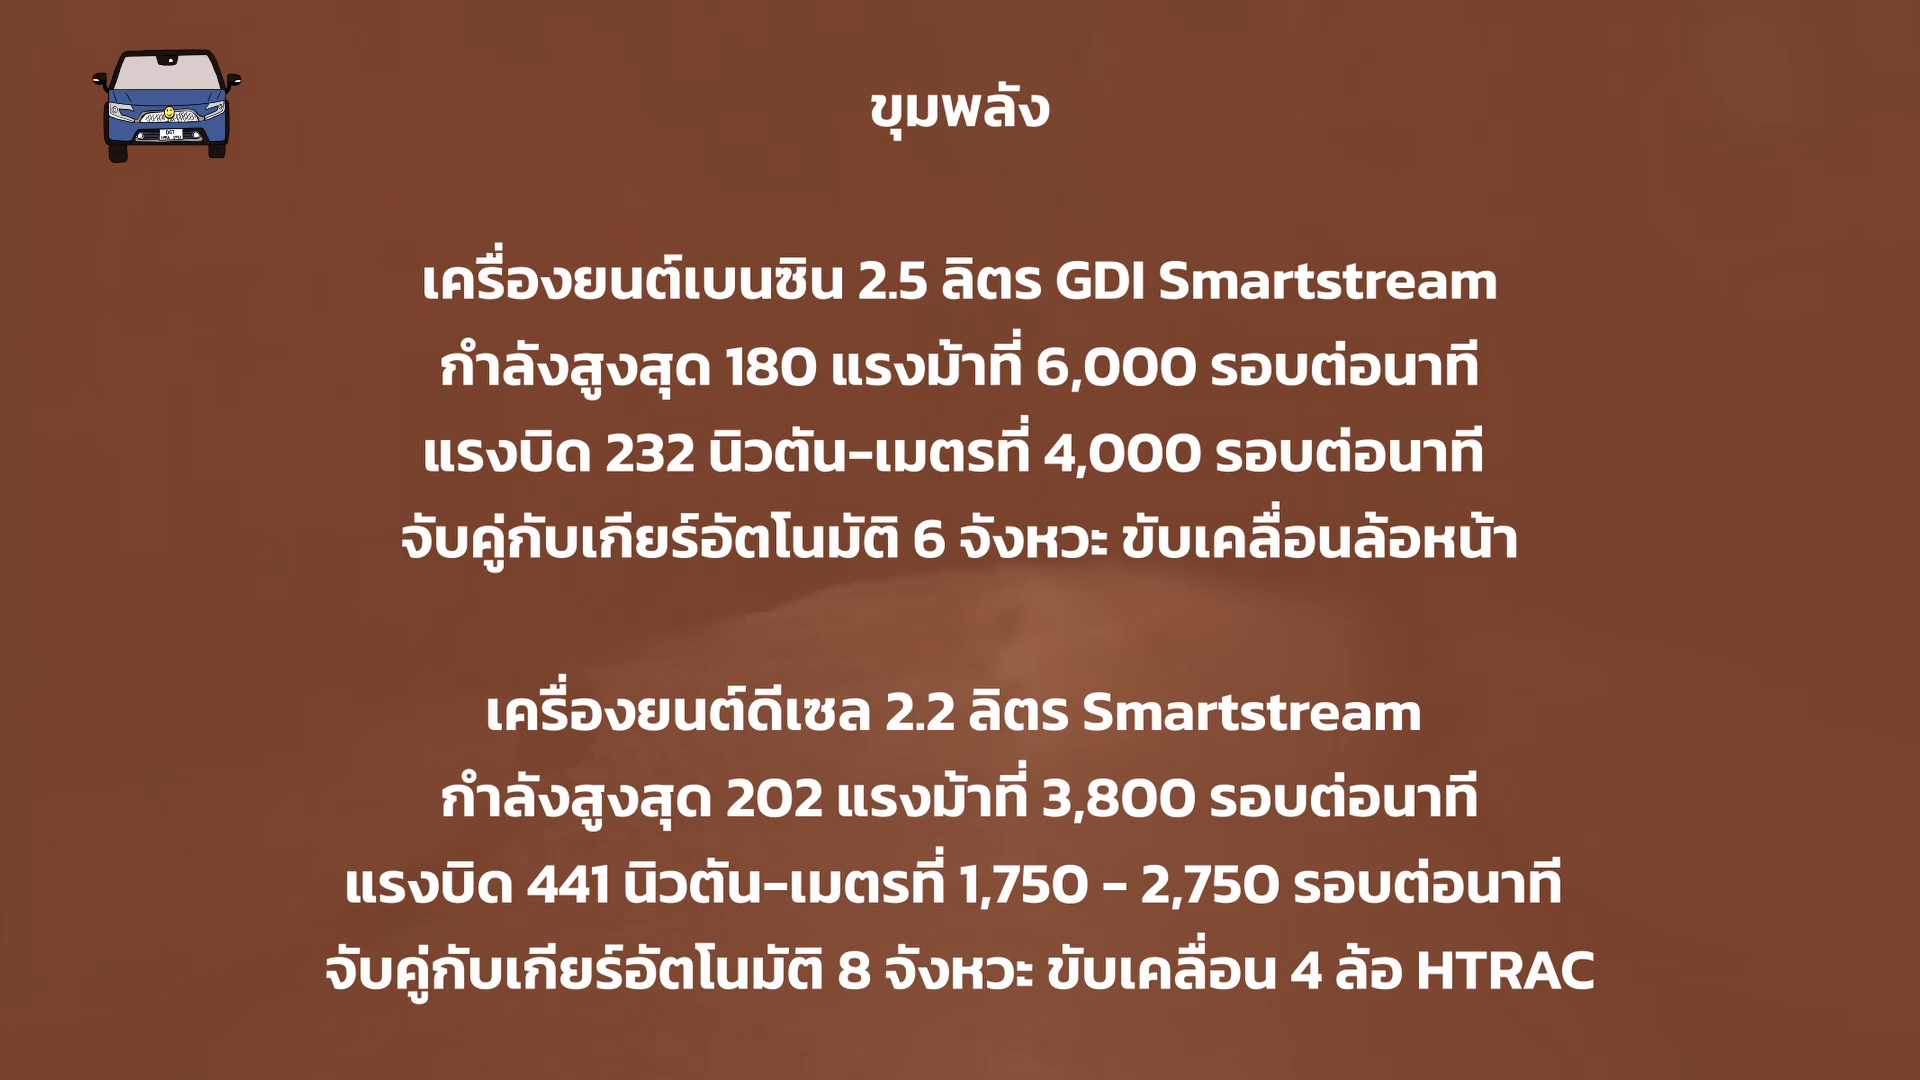 ขุมพลัง
เครื่องยนต์เบนซิน 2.5 ลิตร GDI Smartstream
กำลังสูงสุด 180 แรงม้าที่ 6,000 รอบต่อนาที
แรงบิด 232 นิวตัน-เมตรที่ 4,000 รอบต่อนาที
จับคู่กับเกียร์อัตโนมัติ 6 จังหวะ ขับเคลื่อนล้อหน้า
เครื่องยนต์ดีเซล 2.2 ลิตร Smartstream
กำลังสูงสุด 202 แรงม้าที่ 3,800 รอบต่อนาที
แรงบิด 441 นิวตัน-เมตรที่ 1,750 - 2,750 รอบต่อนาที
จับคู่กับเกียร์อัตโนมัติ 8 จังหวะ ขับเคลื่อน 4 ล้อ HTRAC